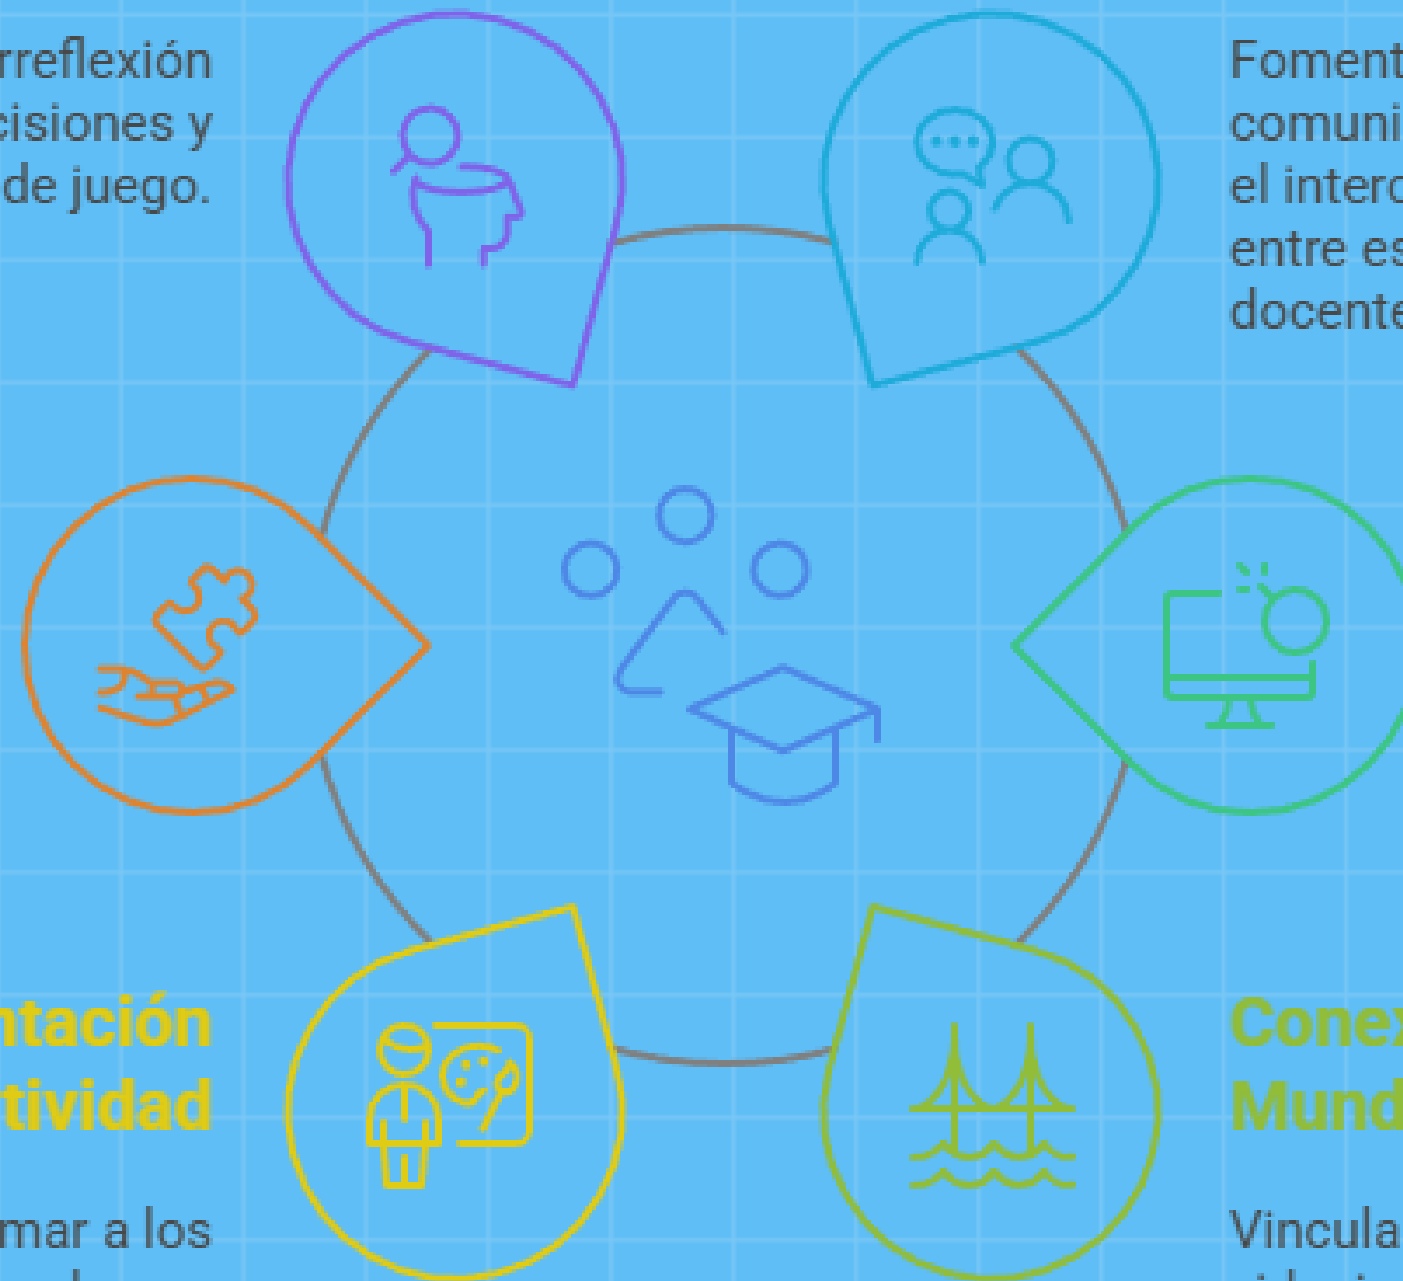 rreflexión
cisiones y
de juego.
Foment
comuni
el interc
entre es
docente
ntación
tividad
mar a los
Conex
Mund
Vincula